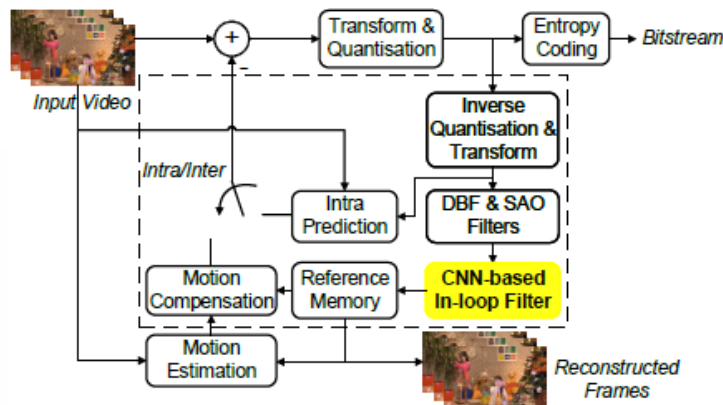 Transform &
Quantisation
Entropy
Coding
Bitstream
+
-
Input Video
Inverse
Quantisation &
Transform
Intra/Inter
Intra
Prediction
DBF & SAO
Filters
Motion
Compensation
Reference
Memory
CNN-based
In-loop Filter
Motion
Estimation
Reconstructed
Frames